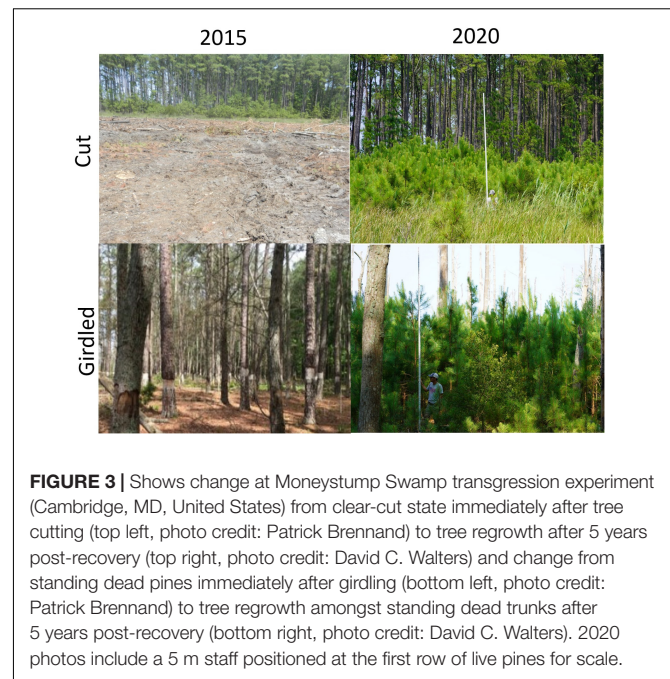 2015
2020
Cut
Girdled
FIGURE 3 | Shows change at Moneystump Swamp transgression experiment
(Cambridge, MD, United States) from clear-cut state immediately after tree
cutting (top left, photo credit: Patrick Brennand) to tree regrowth after 5 years
post-recovery (top right, photo credit: David C. Walters) and change from
standing dead pines immediately after girdling (bottom left, photo credit:
Patrick Brennand) to tree regrowth amongst standing dead trunks after
5 years post-recovery (bottom right, photo credit: David C. Walters). 2020
photos include a 5 m staff positioned at the first row of live pines for scale.